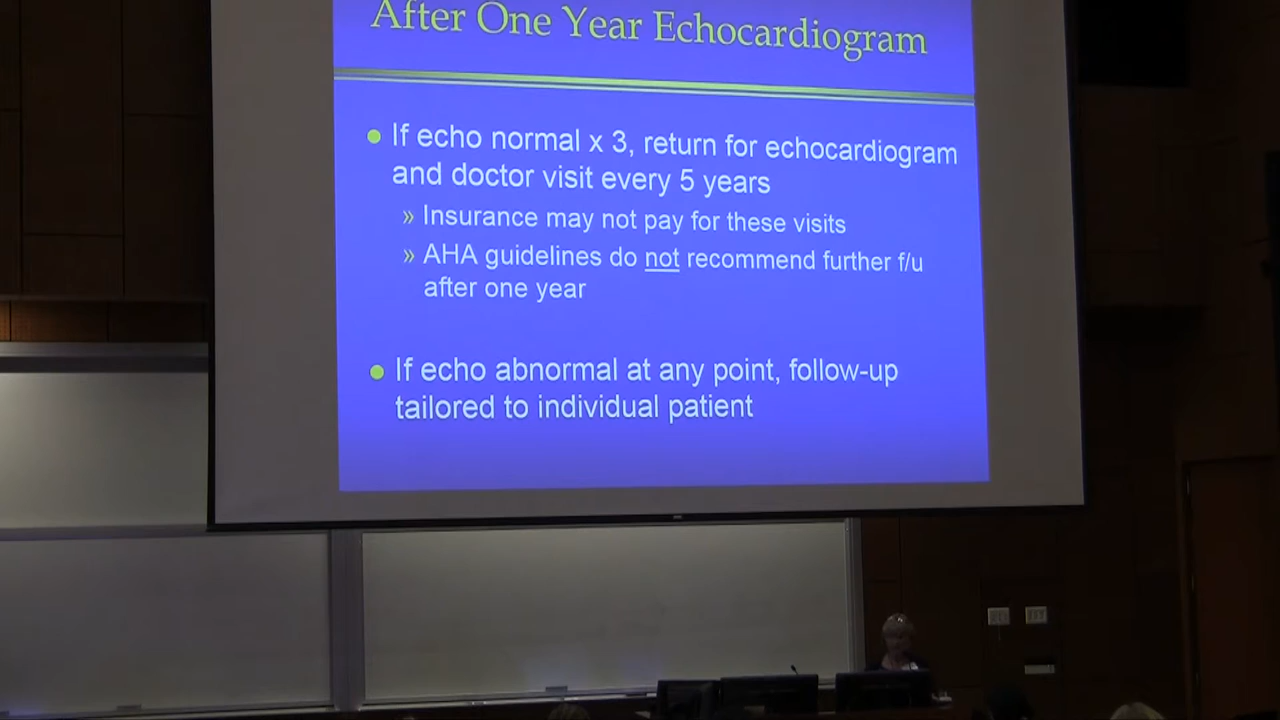 After One Year Echocardiogram
If echo normal x 3, return for echocardiogram
and doctor visit every 5 years
» Insurance may not pay for these visits
» AHA guidelines do not recommend further f/u
after one year
If echo abnormal at any point, follow-up
tailored to individual patient